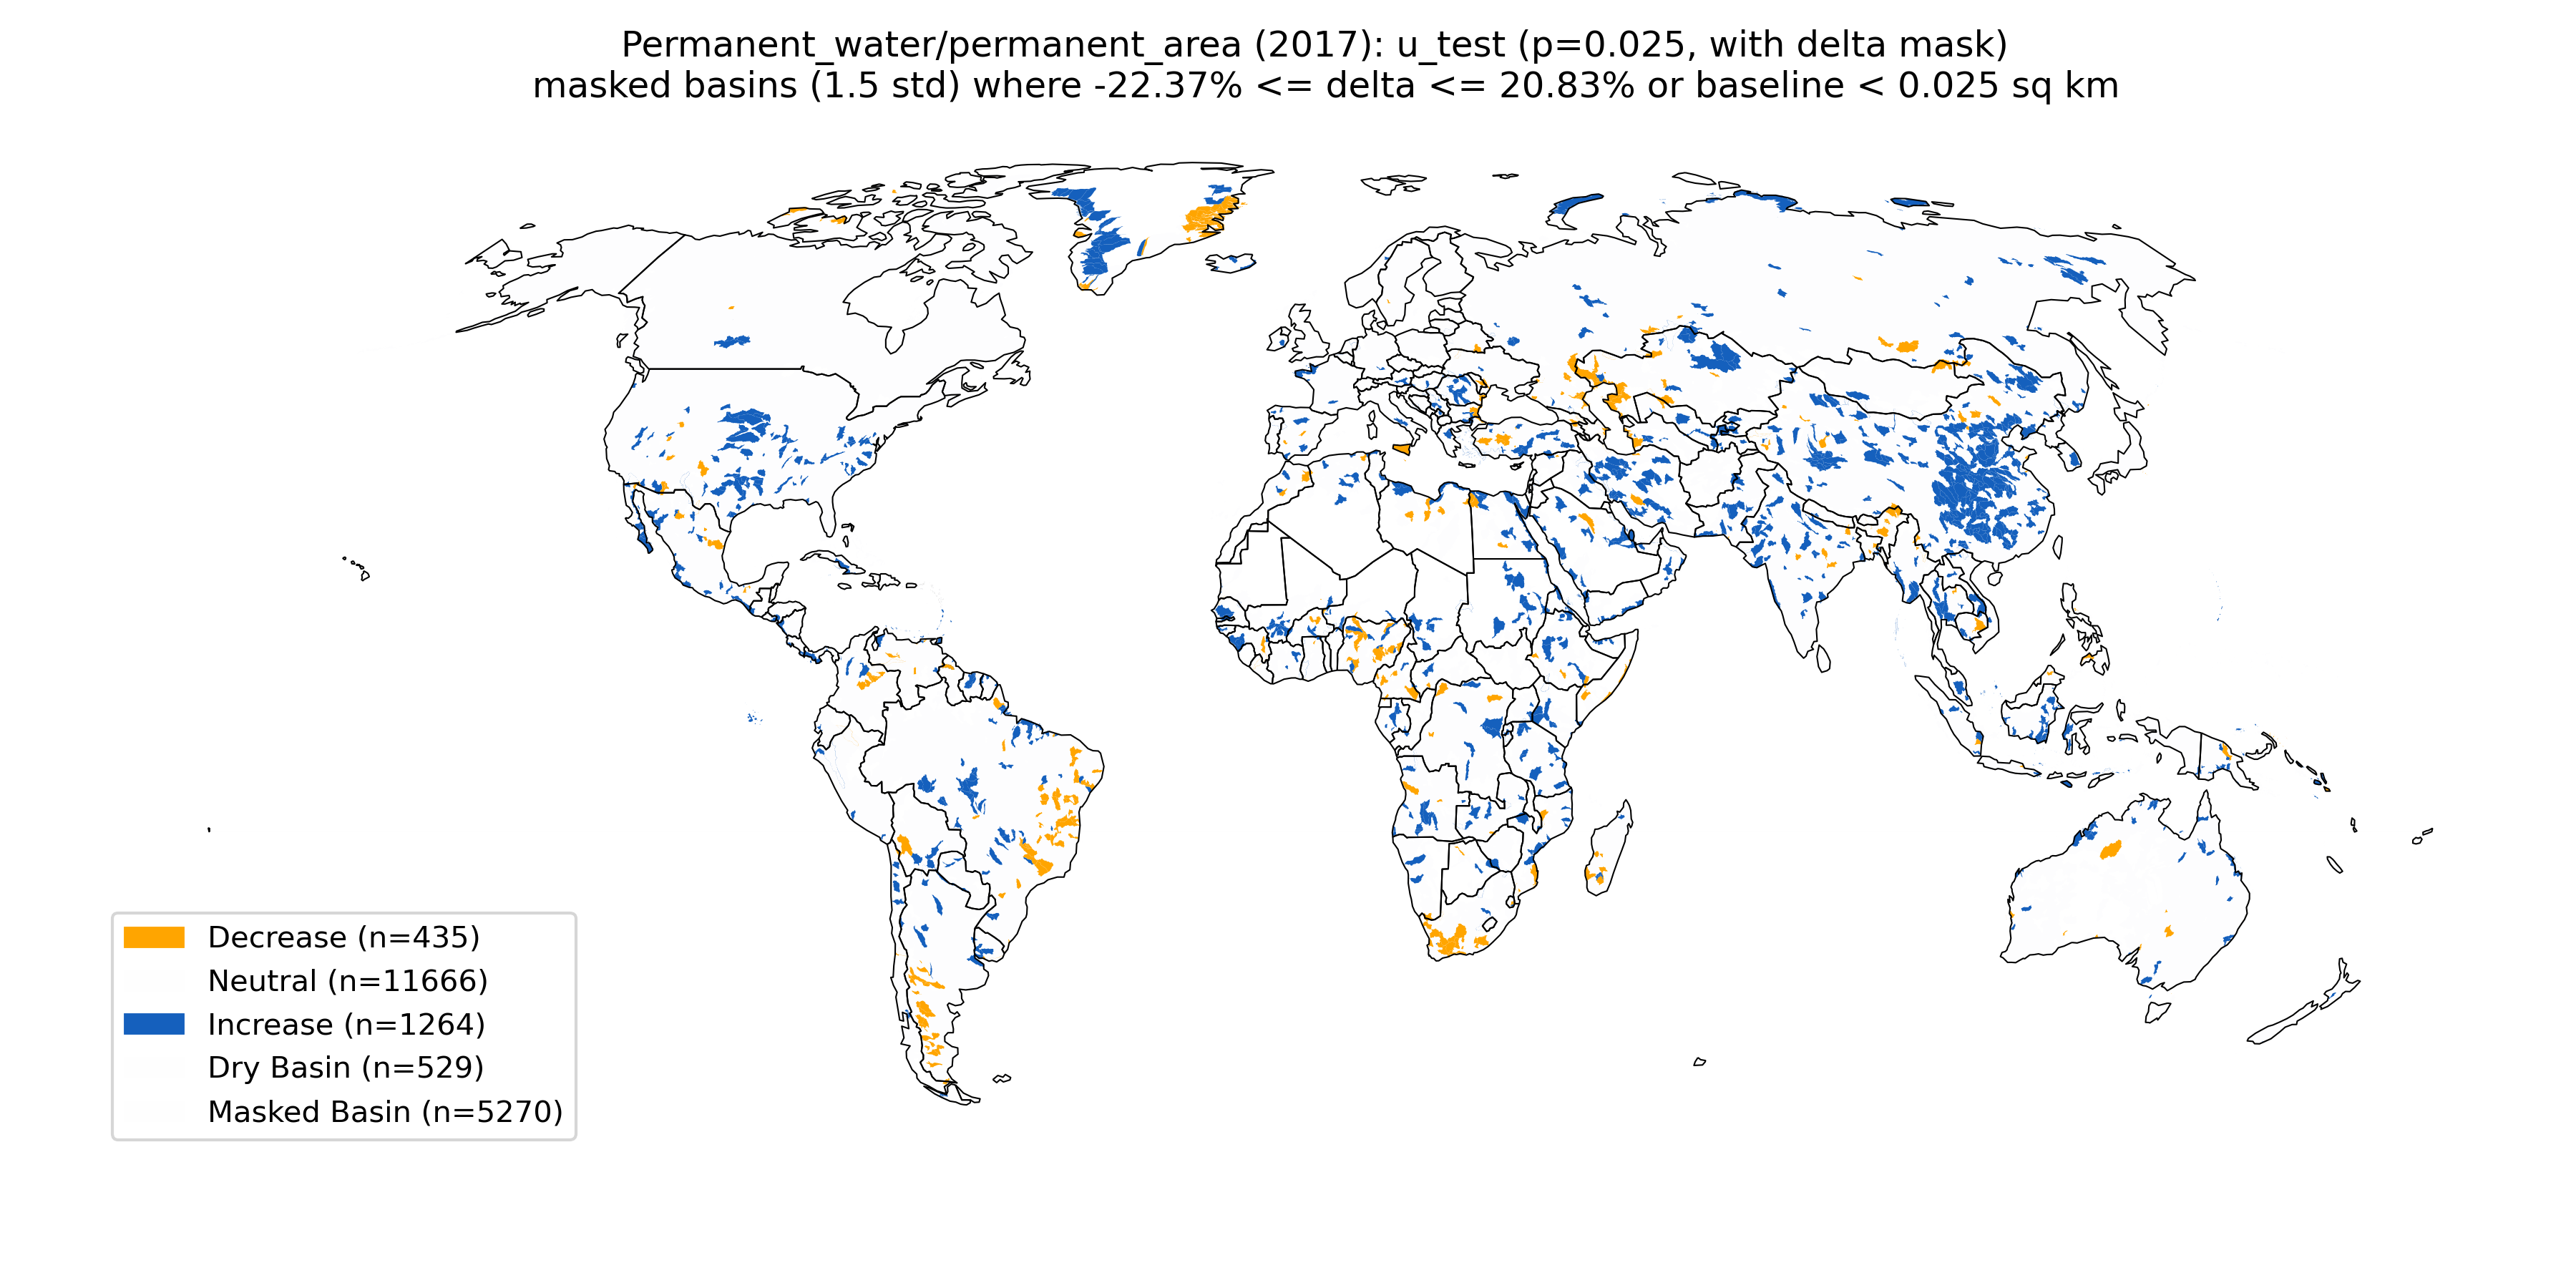 Permanent_water/permanent_area (2017): u_test (p=0.025, with delta mask)
masked basins (1.5 std) where -22.37% <= delta <= 20.83% or baseline < 0.025 sq km
Decrease (n=435)
Neutral (n=11666)
Increase (n=1264)
Dry Basin (n=529)
Masked Basin (n=5270)